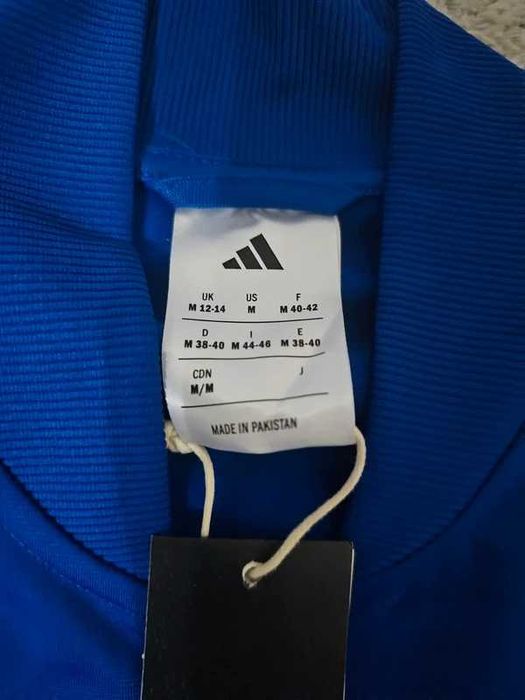 UK US F
M 12-14 M M 40-42
D I E
M 38-40 M 44-46 M 38-40
CDN J
M/M
MADE IN PAKISTAN